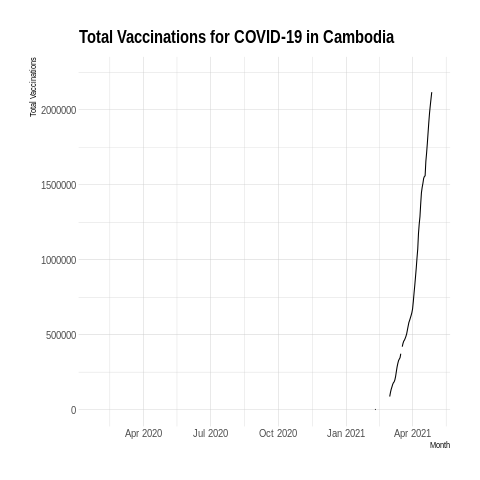 Total Vaccinations for COVID-19 in Cambodia
Total Vaccinations
2000000
1500000
1000000
500000
0
Apr 2020 Jul 2020 Oct 2020 Jan 2021 Apr 2021
Month